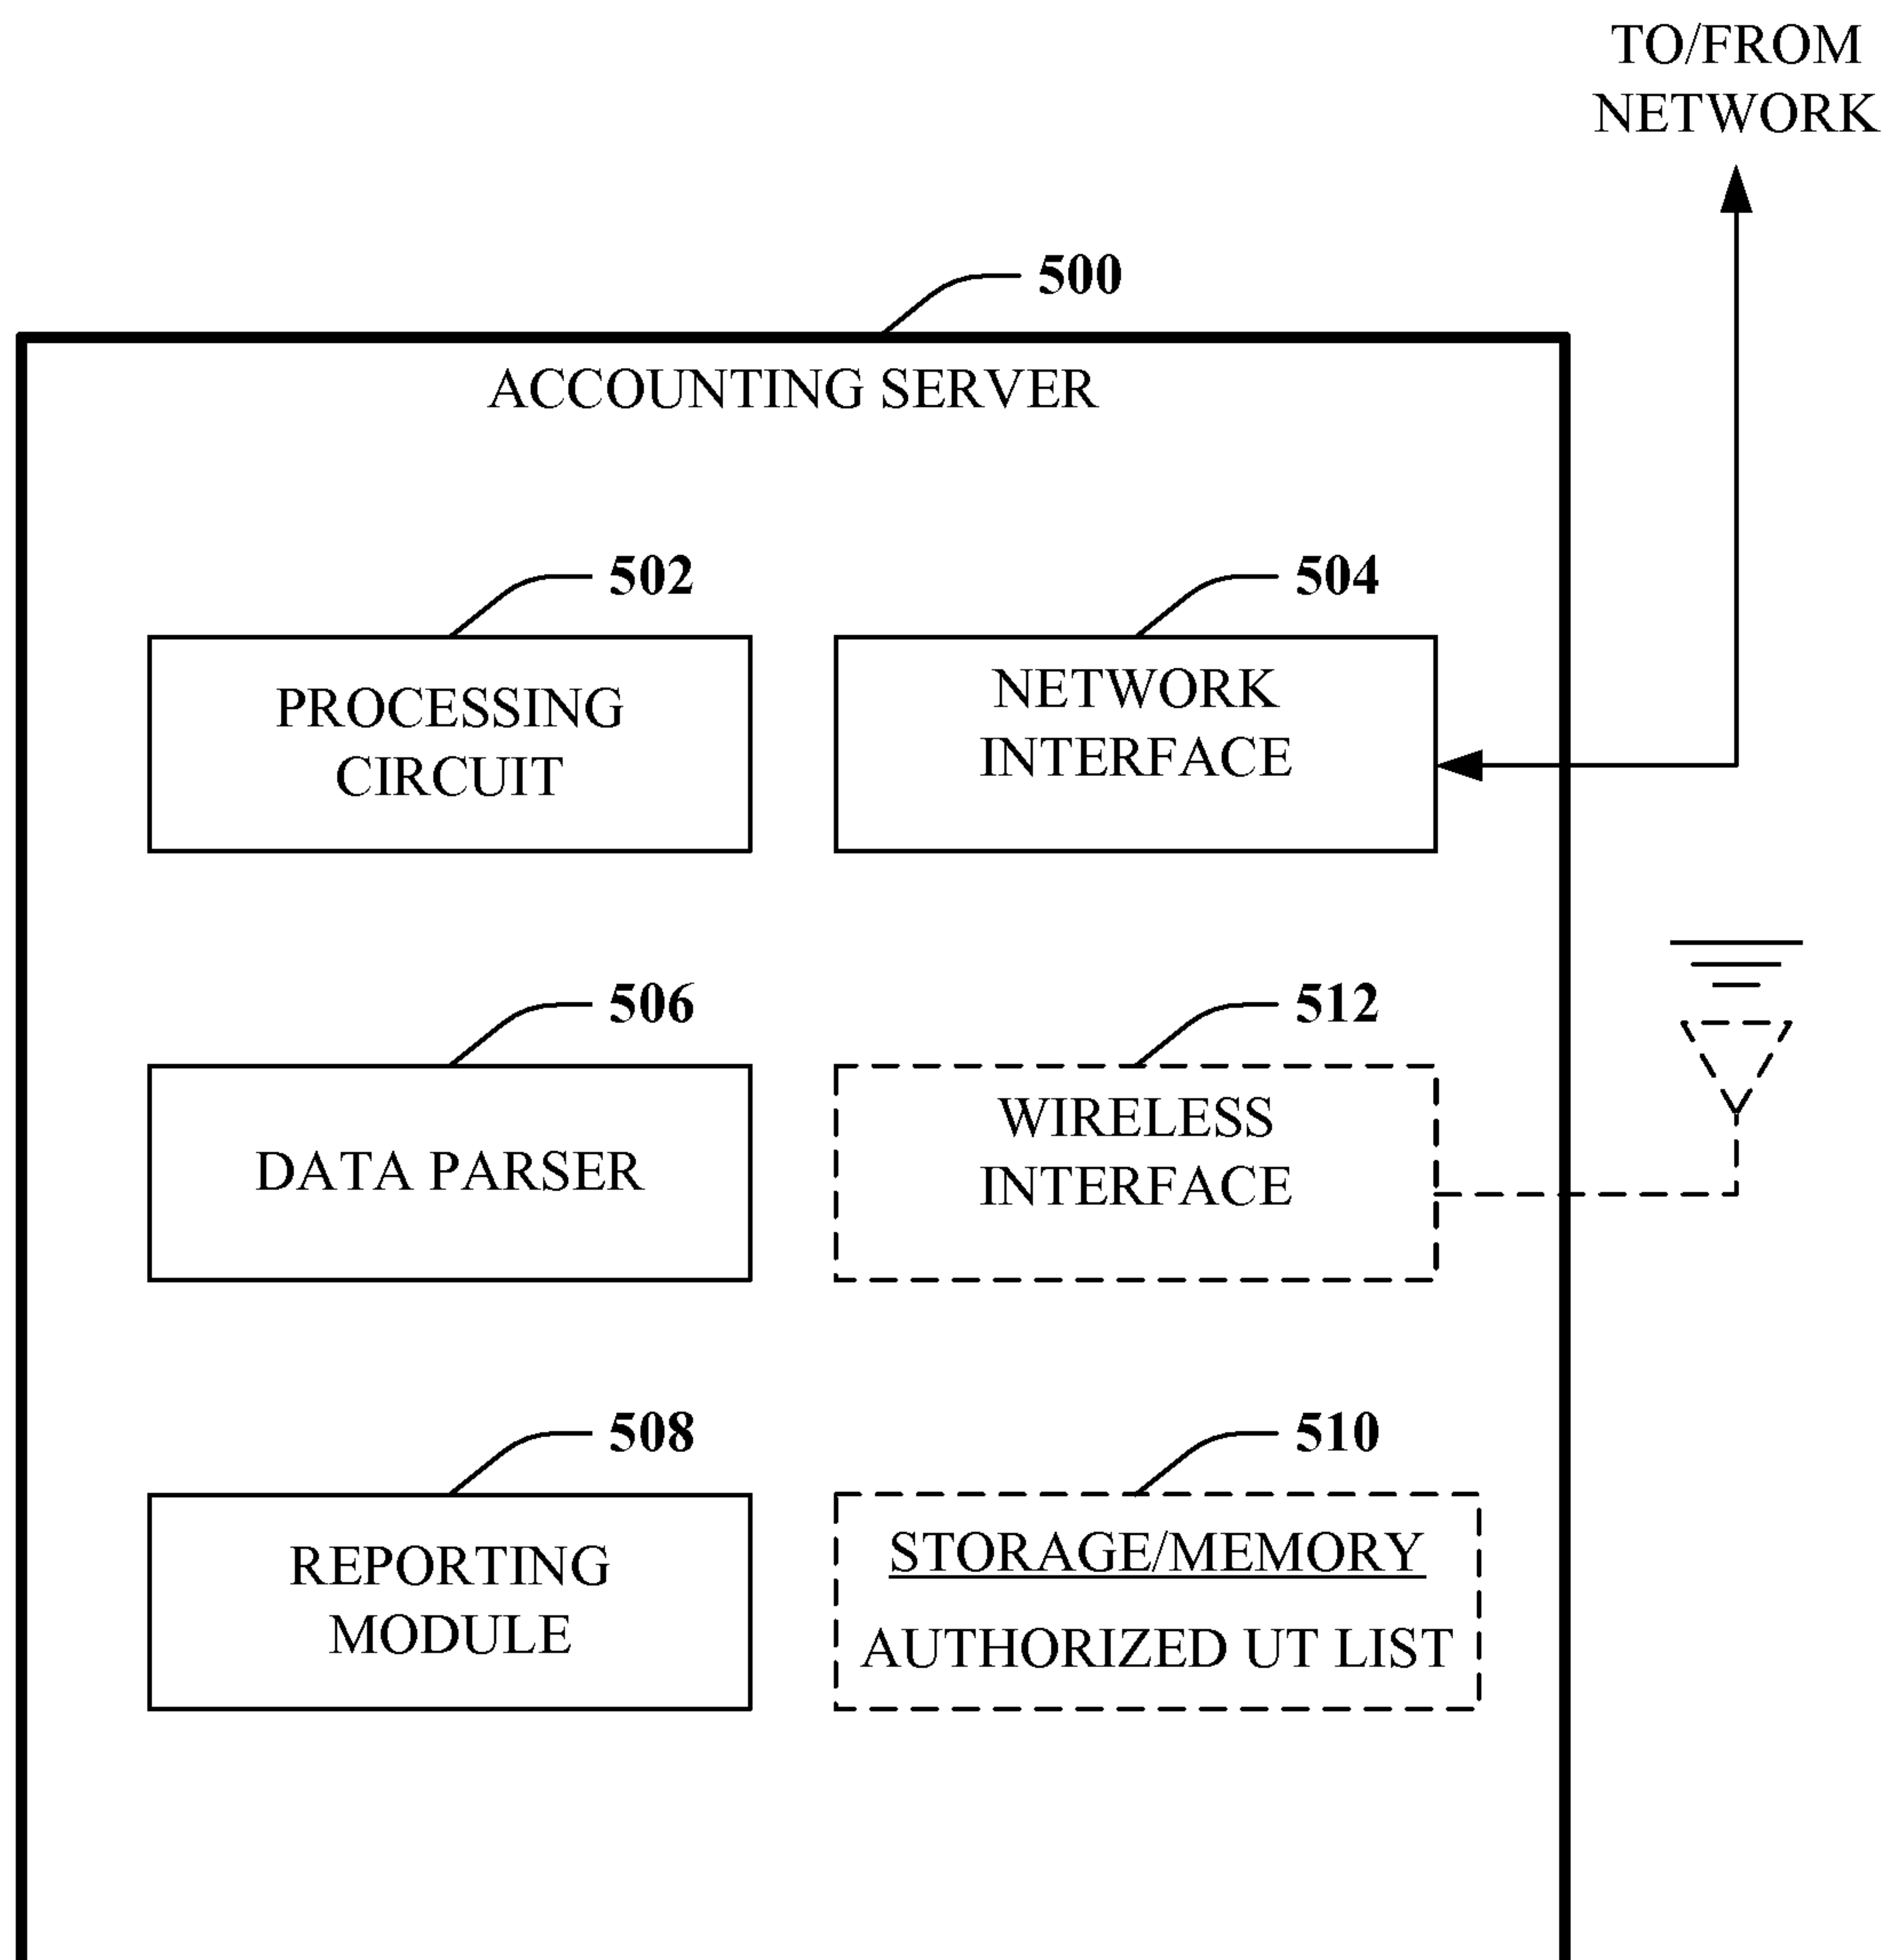 TO/FROM
NETWORK
500
ACCOUNTING SERVER
502
504
PROCESSING
CIRCUIT
NETWORK
INTERFACE
506
512
DATA PARSER
WIRELESS
INTERFACE
508
510
REPORTING
MODULE
STORAGE/MEMORY
AUTHORIZED UT LIST